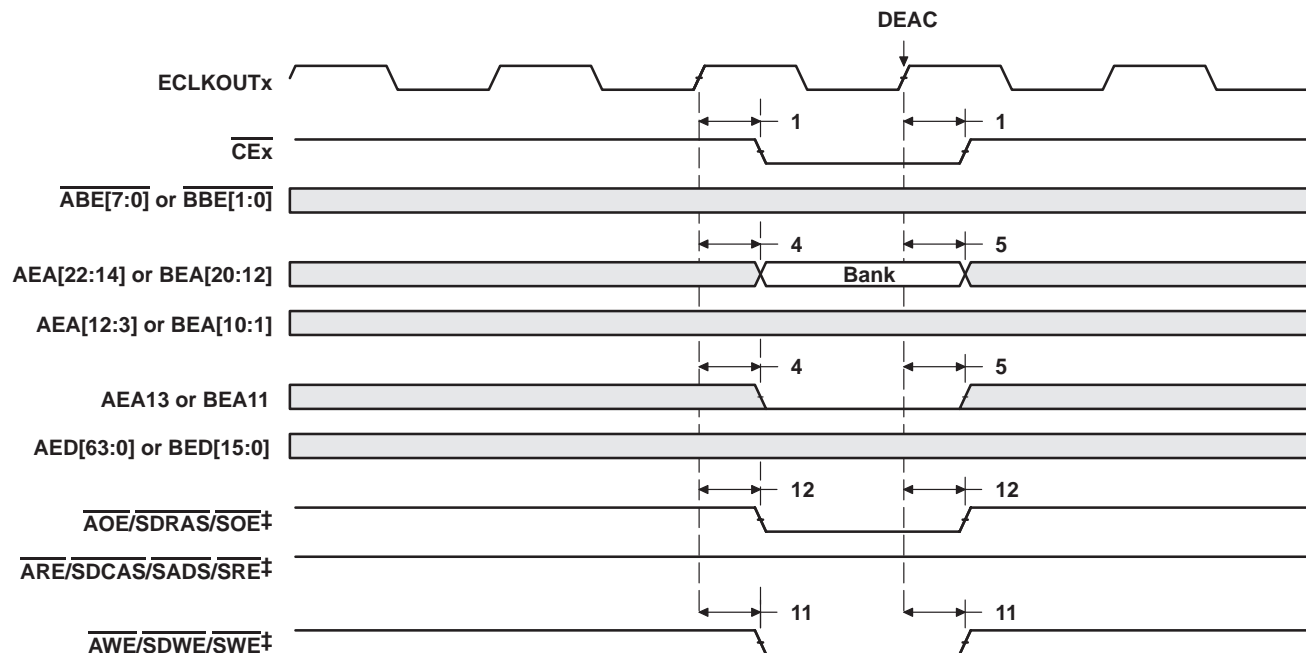 DEAC
ECLKOUTx
1 1
CEx
ABE[7:0] or BBE[1:0]
4 5
AEA[22:14] or BEA[20:12] Bank
AEA[12:3] or BEA[10:1]
4 5
AEA13 or BEA11
AED[63:0] or BED[15:0]
12 12
AOE/SDRAS/SOE‡
ARE/SDCAS/SADS/SRE‡
11 11
AWE/SDWE/SWE‡